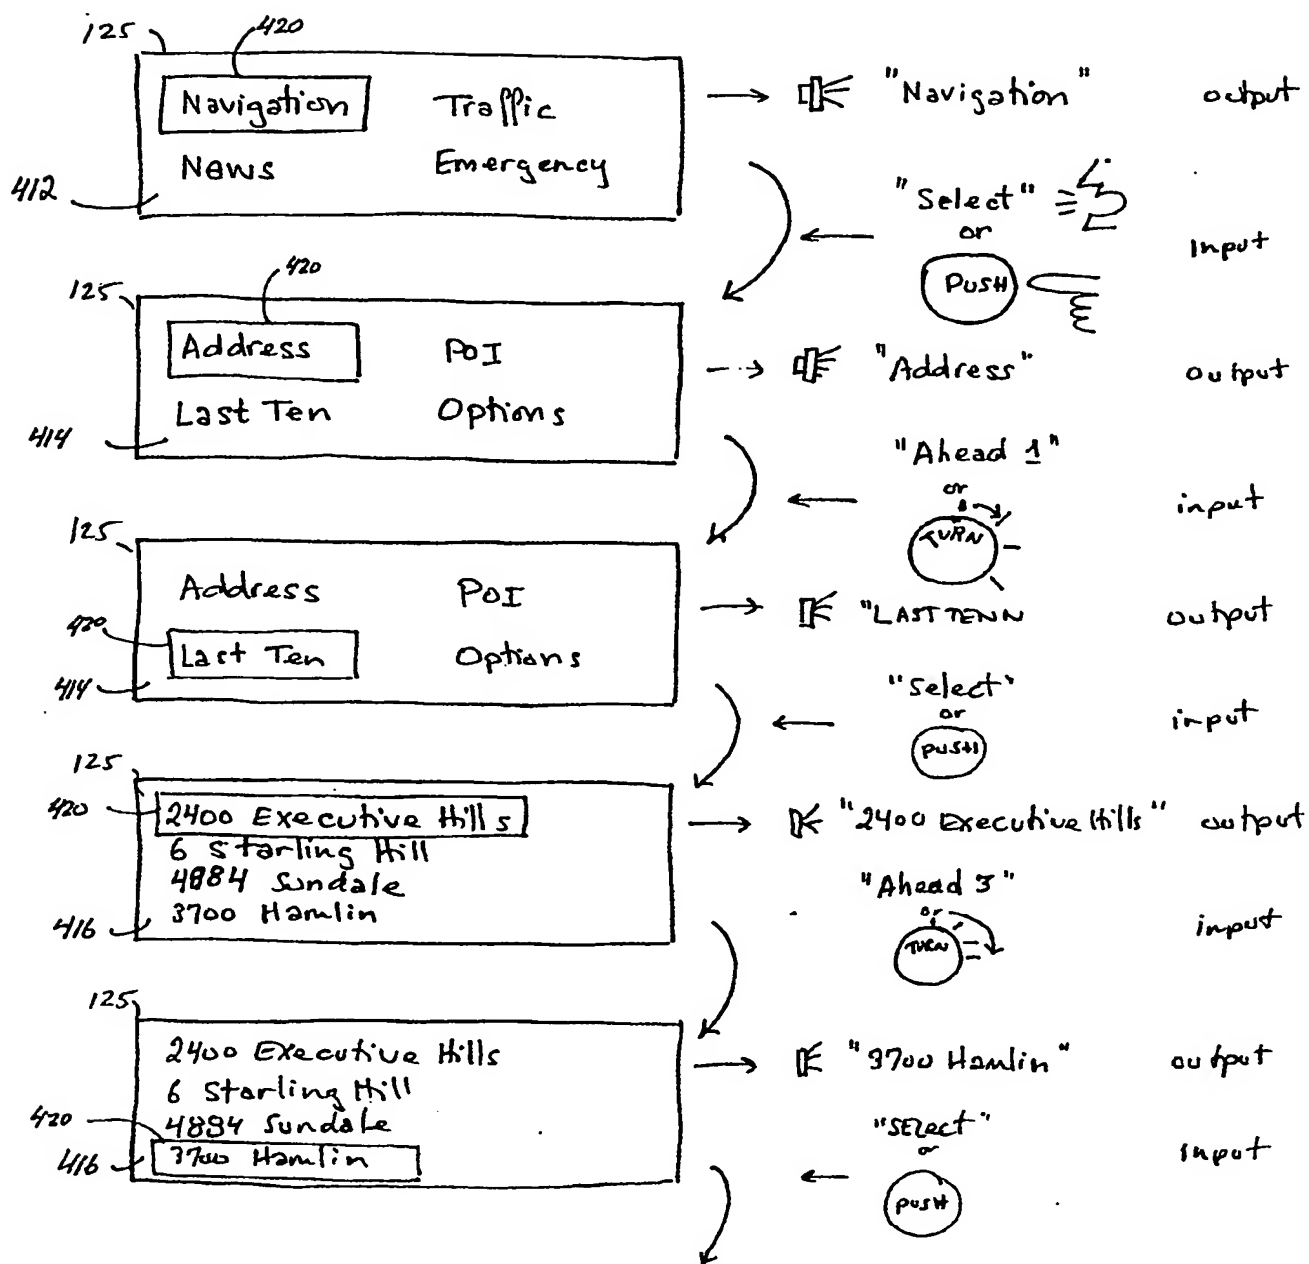 125 420
Navigation Traffic → "Navigation" output
News Emergency
412
"Select"
or
PUSH
Input
125 420
Address POI "Address" output
Last Ten Options
414
"Ahead 1"
or
TURN
input
125
Address POI
420 Last Ten Options "LAST TENN output
414
"Select"
or
PUSH
input
125
420 2400 Executive Hills "2400 Executive Hills" output
6 Starling Hill
4884 Sundale
3700 Hamlin
416
"Ahead 3"
or
TURN
input
125
2400 Executive Hills "3700 Hamlin" output
6 Starling Hill
4884 Sundale
420
3700 Hamlin
416
"SElect"
or
PUSH
Input